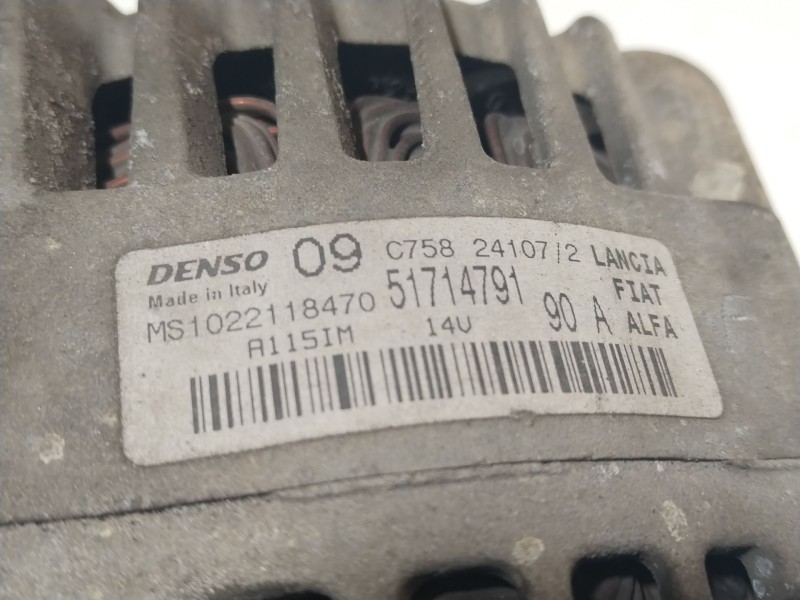 DENSO 09 C758 24107/2 LANCIA
Made in Italy 51714791 FIAT
MS1022118470 90 A ALFA
A115IM 14V